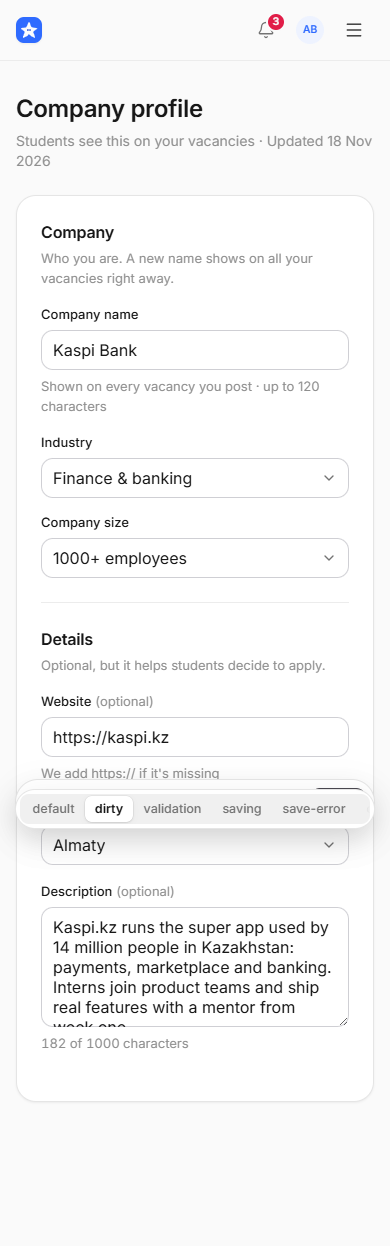 3
AB
Company profile
Students see this on your vacancies · Updated 18 Nov
2026
Company
Who you are. A new name shows on all your
vacancies right away.
Company name
Kaspi Bank
Shown on every vacancy you post · up to 120
characters
Industry
Finance & banking
Company size
1000+ employees
Details
Optional, but it helps students decide to apply.
Website (optional)
https://kaspi.kz
We add https:// if it's missing
default dirty validation saving save-error
Almaty
Description (optional)
Kaspi.kz runs the super app used by
14 million people in Kazakhstan:
payments, marketplace and banking.
Interns join product teams and ship
real features with a mentor from
week one.
182 of 1000 characters